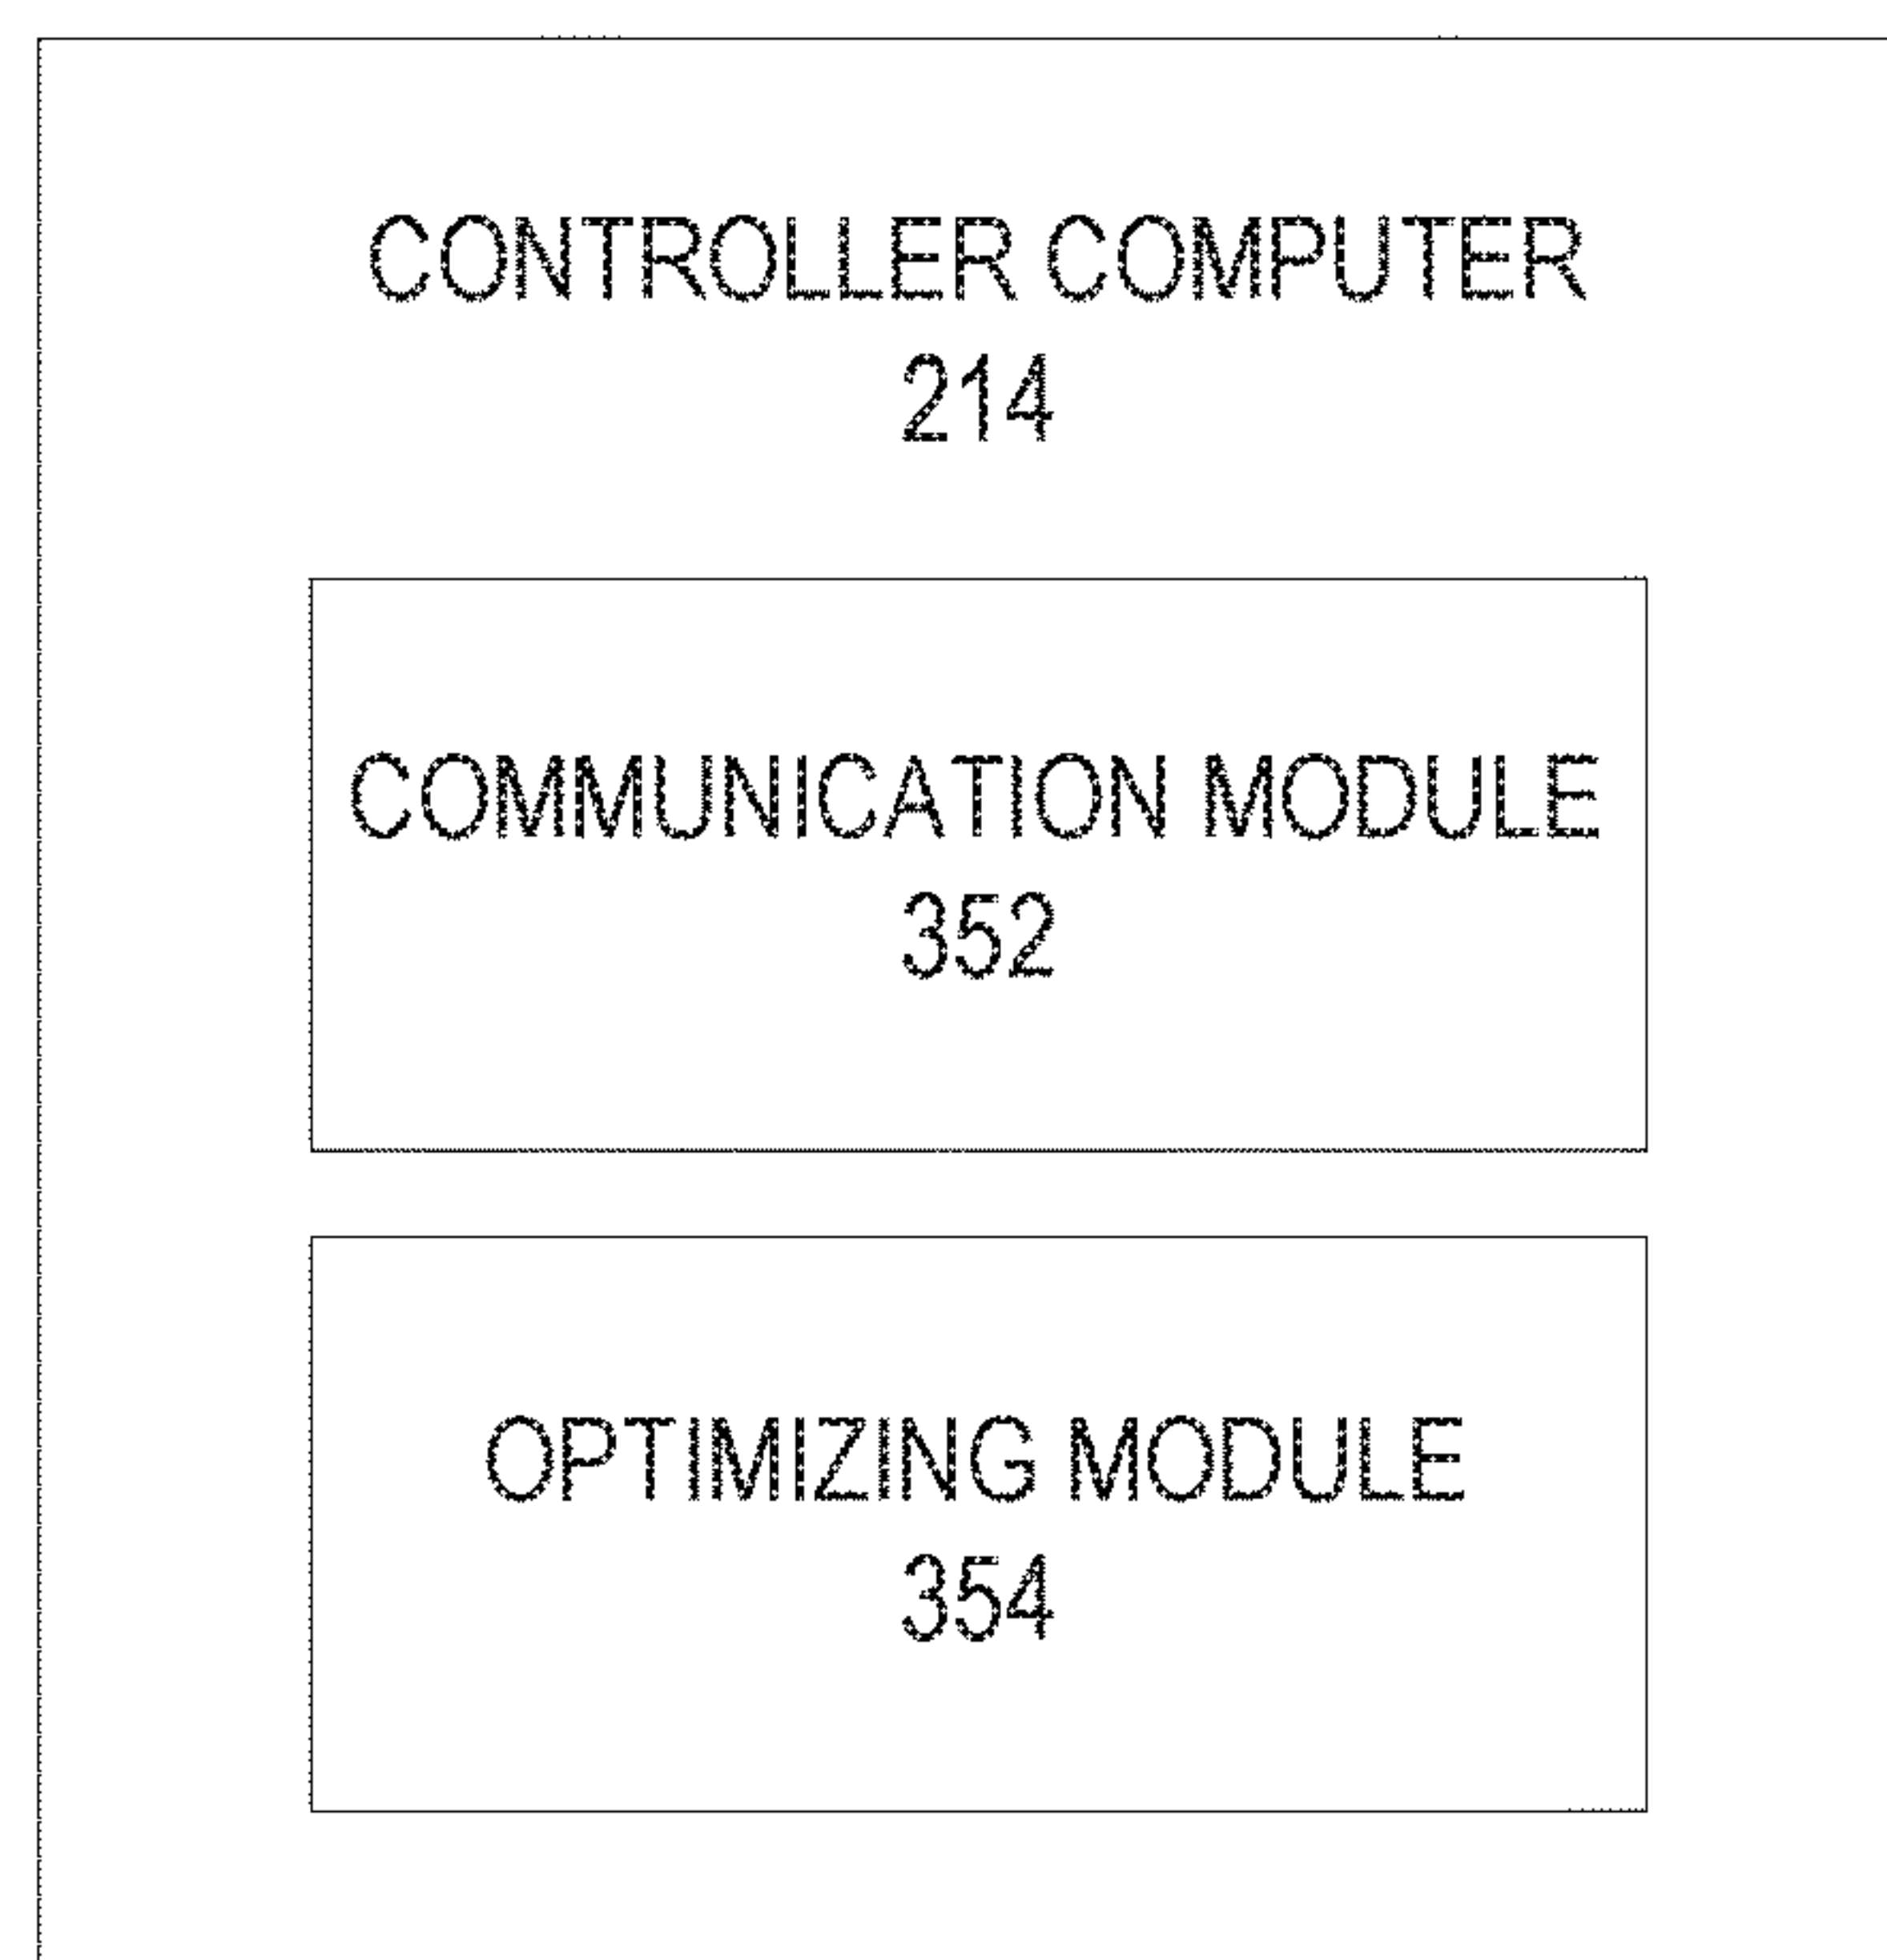 CONTROLLER COMPUTER
214
COMMUNICATION MODULE
352
OPTIMIZING MODULE
354